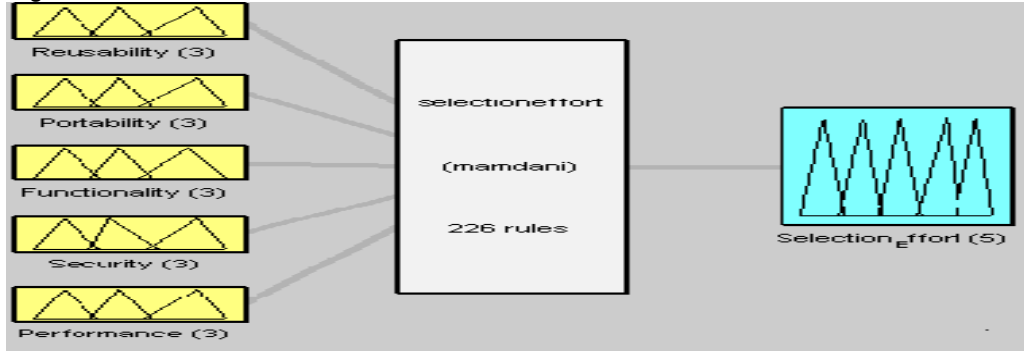 Reusability (3)
Portability (3)
Functionality (3)
Security (3)
Performance (3)
selectioneffort
(mamdani)
226 rules
Selection_Effort (5)